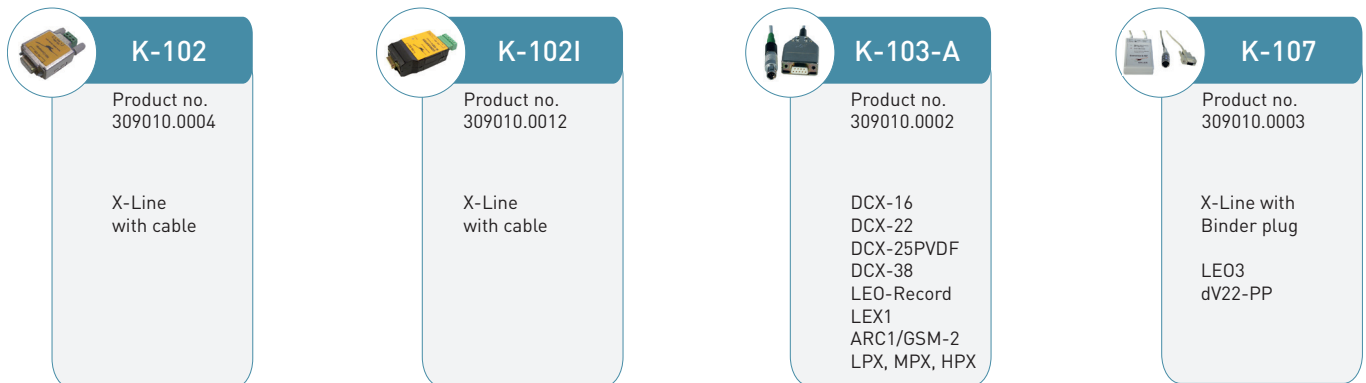 K-102
Product no.
309010.0004
X-Line
with cable
K-102I
Product no.
309010.0012
X-Line
with cable
K-103-A
Product no.
309010.0002
DCX-16
DCX-22
DCX-25PVDF
DCX-38
LEO-Record
LEX1
ARC1/GSM-2
LPX, MPX, HPX
K-107
Product no.
309010.0003
X-Line with
Binder plug
LEO3
dV22-PP